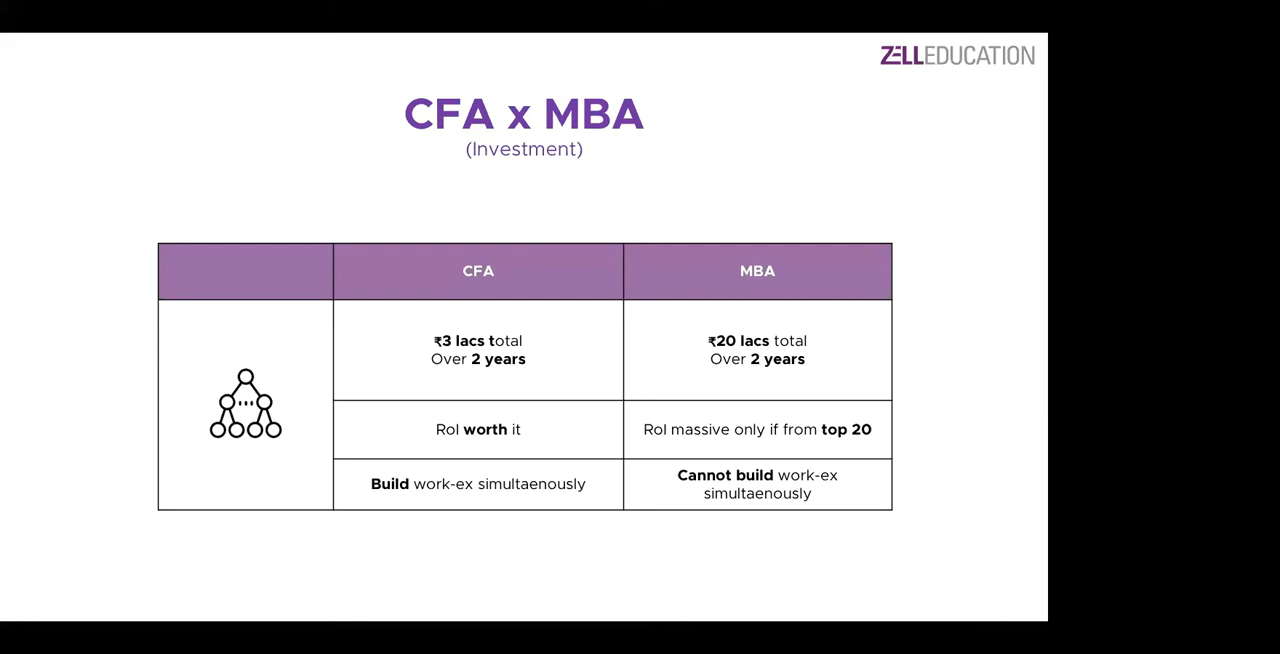 ZELLEDUCATION
CFA x MBA
(Investment)
CFA
MBA
₹3 lacs total
Over 2 years
₹20 lacs total
Over 2 years
RoI worth it
RoI massive only if from top 20
Build work-ex simultaenously
Cannot build work-ex
simultaenously